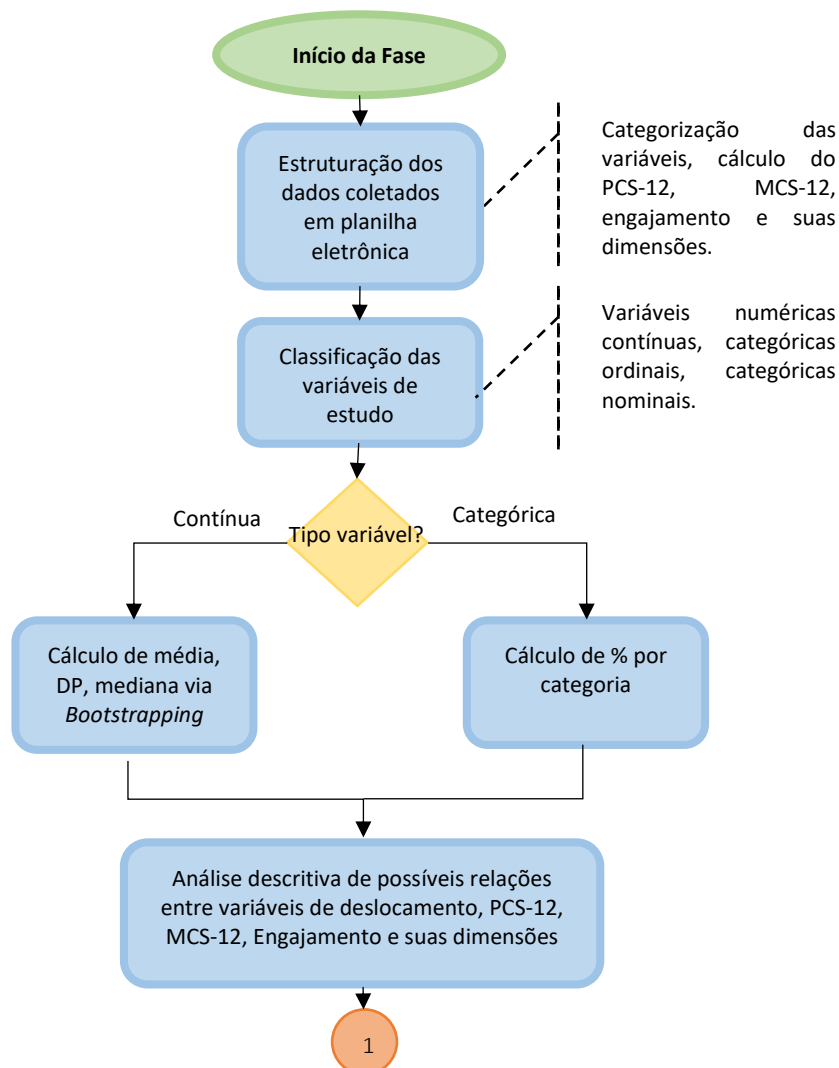 Início da Fase
Estruturação dos
dados coletados
em planilha
eletrônica
Categorização das
variáveis, cálculo do
PCS-12, MCS-12,
engajamento e suas
dimensões.
Classificação das
variáveis de
estudo
Variáveis numéricas
contínuas, categóricas
ordinais, categóricas
nominais.
Tipo variável?
Contínua
Categórica
Cálculo de média,
DP, mediana via
Bootstrapping
Cálculo de % por
categoria
Análise descritiva de possíveis relações
entre variáveis de deslocamento, PCS-12,
MCS-12, Engajamento e suas dimensões
1